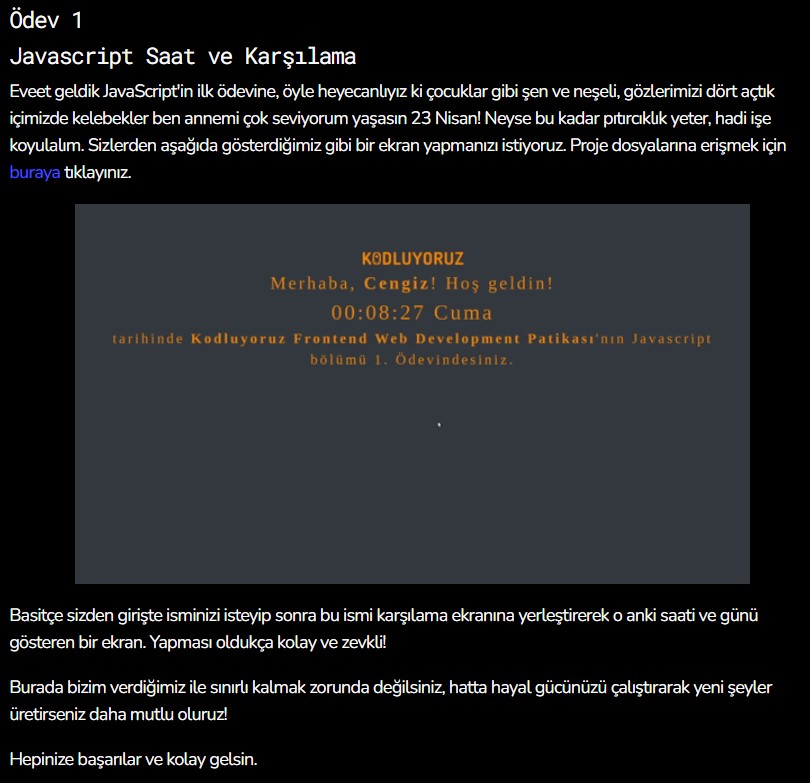 Ödev 1
Javascript Saat ve Karşılama
Eveet geldik JavaScript'in ilk ödevine, öyle heyecanlıyız ki çocuklar gibi şen ve neşeli, gözlerimizi dört açtık
içimizde kelebekler ben annemi çok seviyorum yaşasın 23 Nisan! Neyse bu kadar pıtırcıklık yeter, hadi işe
koyulalım. Sizlerden aşağıda gösterdiğimiz gibi bir ekran yapmanızı istiyoruz. Proje dosyalarına erişmek için
buraya tıklayınız.
KODLUYORUZ
Merhaba, Cengiz! Hoş geldin!
00:08:27 Cuma
tarihinde Kodluyoruz Frontend Web Development Patikası'nın Javascript
bölümü 1. Ödevindesiniz.
Basitçe sizden girişte isminizi isteyip sonra bu ismi karşılama ekranına yerleştirerek o anki saati ve günü
gösteren bir ekran. Yapması oldukça kolay ve zevkli!
Burada bizim verdiğimiz ile sınırlı kalmak zorunda değilsiniz, hatta hayal gücünüzü çalıştırarak yeni şeyler
üretirseniz daha mutlu oluruz!
Hepinize başarılar ve kolay gelsin.